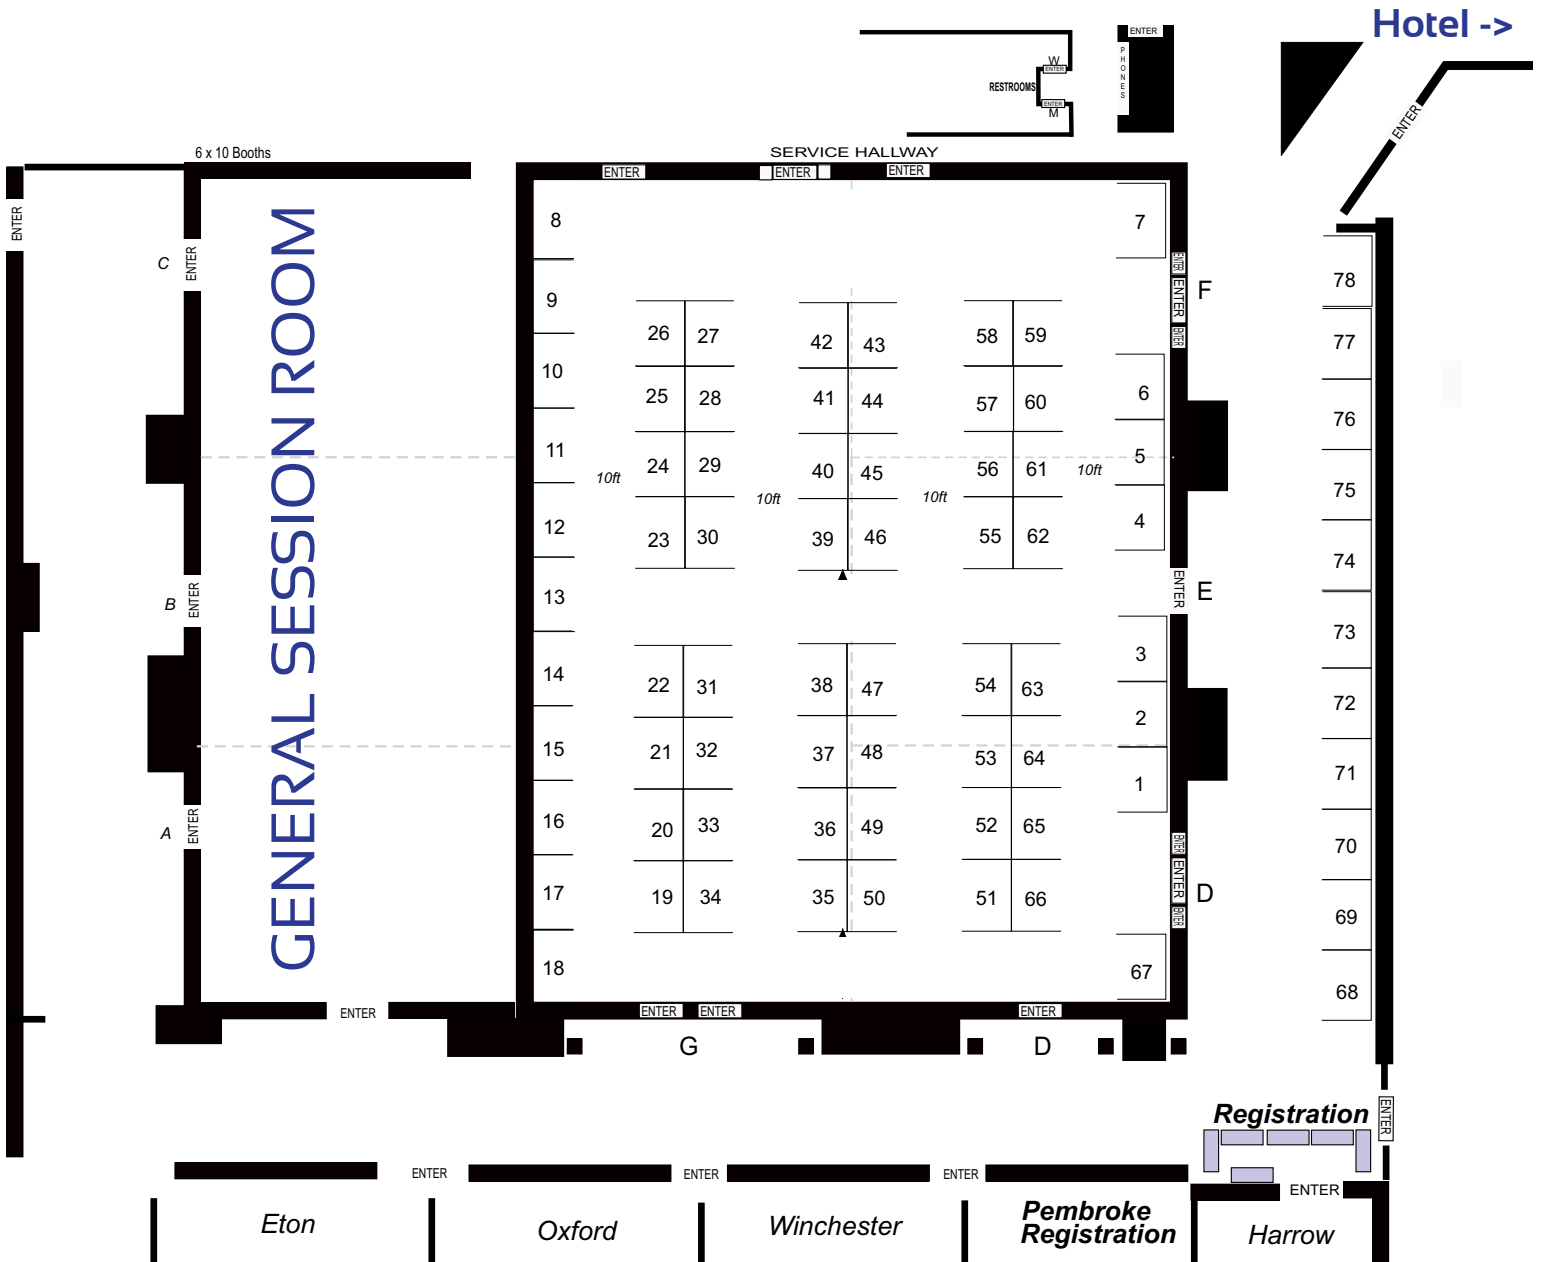 Hotel ->
ENTER
PHONES
W
ENTER
RESTROOMS
ENTER
M
ENTER
6 x 10 Booths
SERVICE HALLWAY
ENTER
ENTER
ENTER
ENTER
C
ENTER
GENERAL SESSION ROOM
8
7
ENTER
ENTER
ENTER
F
78
9
26
27
42
43
58
59
77
10
25
28
41
44
57
60
6
76
11
24
29
40
45
56
61
5
10ft
10ft
10ft
10ft
75
12
23
30
39
46
55
62
4
74
B
ENTER
13
ENTER
E
73
14
22
31
38
47
54
63
3
72
15
21
32
37
48
53
64
2
71
1
A
ENTER
16
20
33
36
49
52
65
ENTER
ENTER
ENTER
D
70
17
19
34
35
50
51
66
69
18
67
68
ENTER
ENTER
ENTER
ENTER
G
D
Registration
ENTER
ENTER
ENTER
ENTER
ENTER
Eton
Oxford
Winchester
Pembroke
Registration
Harrow